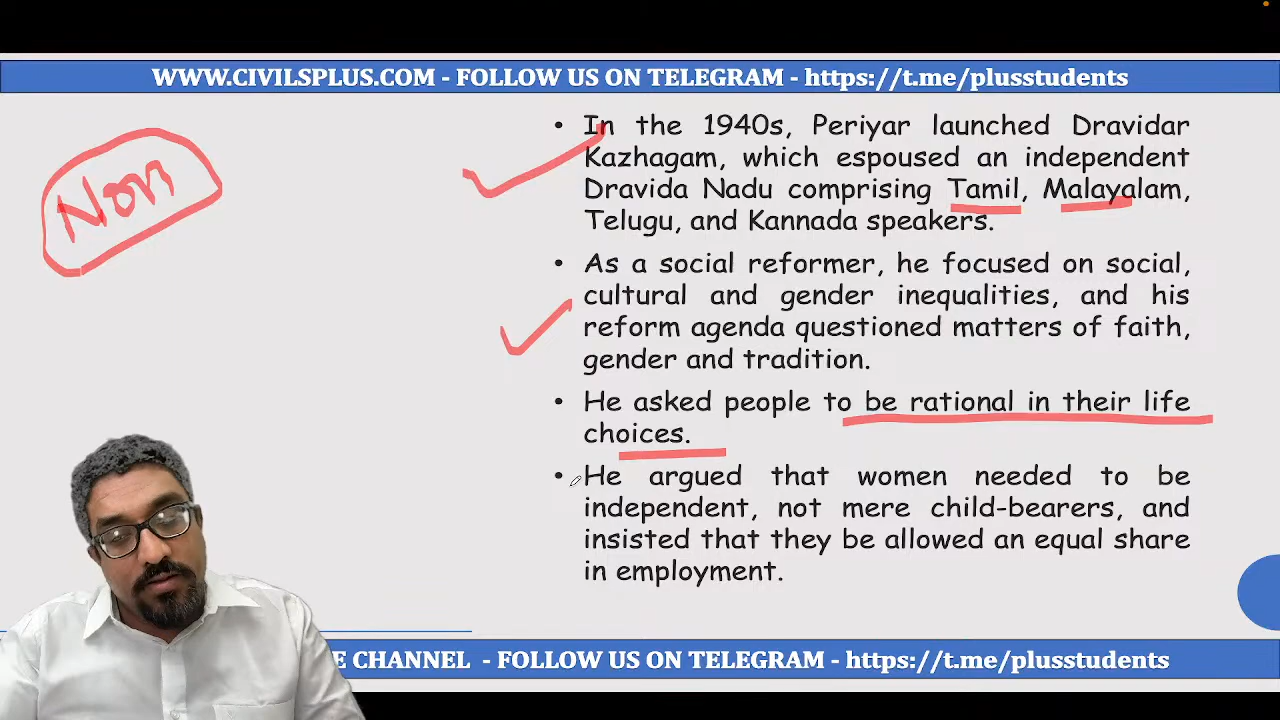 WWW.CIVILSPLUS.COM - FOLLOW US ON TELEGRAM - https://t.me/plusstudents
Non
• In the 1940s, Periyar launched Dravidar
Kazhagam, which espoused an independent
Dravida Nadu comprising Tamil, Malayalam,
Telugu, and Kannada speakers.
• As a social reformer, he focused on social,
cultural and gender inequalities, and his
reform agenda questioned matters of faith,
gender and tradition.
• He asked people to be rational in their life
choices.
• He argued that women needed to be
independent, not mere child-bearers, and
insisted that they be allowed an equal share
in employment.
E CHANNEL - FOLLOW US ON TELEGRAM - https://t.me/plusstudents